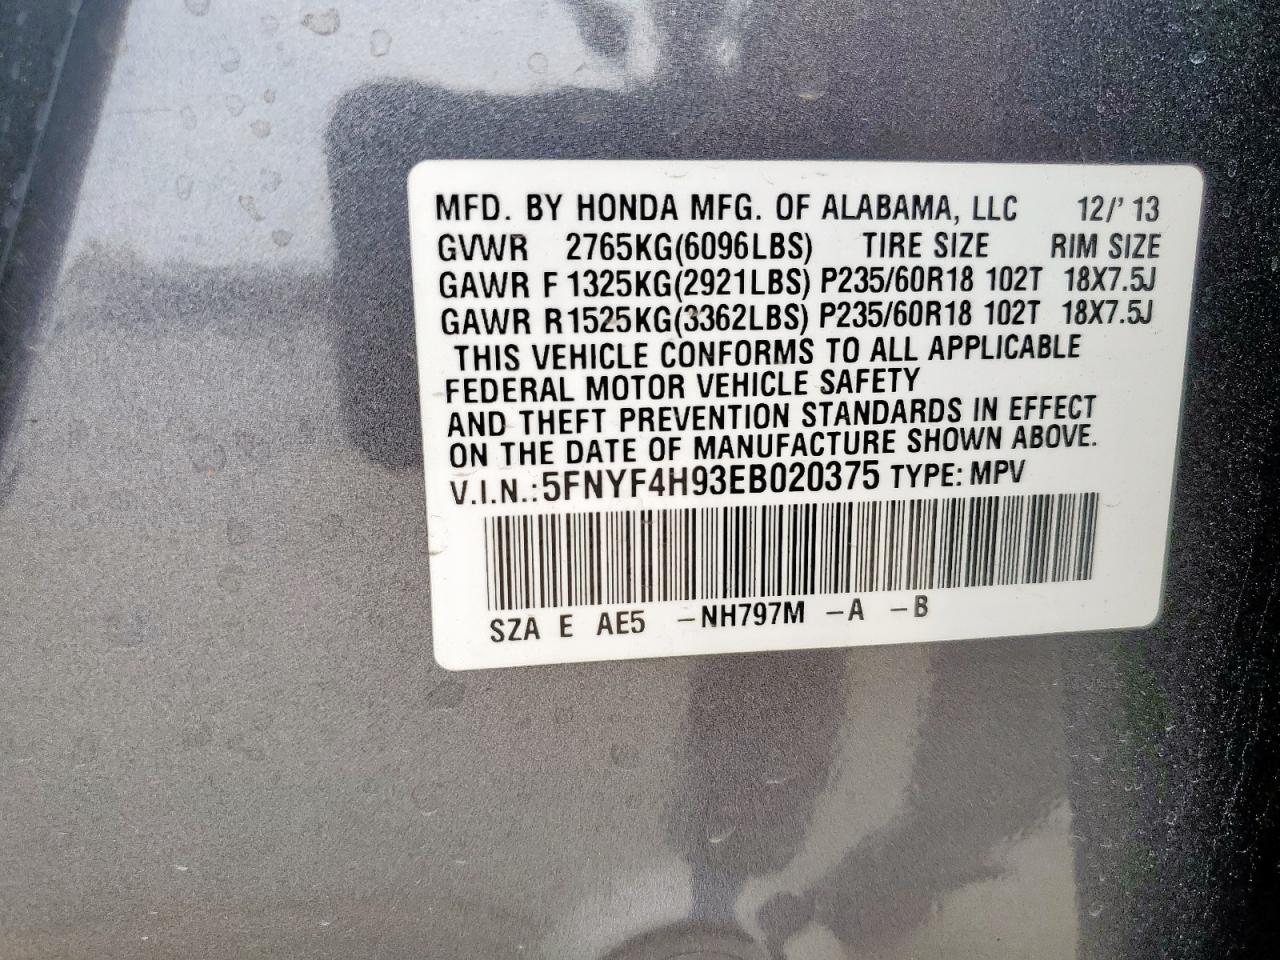 MFD. BY HONDA MFG. OF ALABAMA, LLC 12/'13
GVWR 2765KG(6096LBS) TIRE SIZE RIM SIZE
GAWR F 1325KG(2921LBS) P235/60R18 102T 18X7.5J
GAWR R1525KG(3362LBS) P235/60R18 102T 18X7.5J
THIS VEHICLE CONFORMS TO ALL APPLICABLE
FEDERAL MOTOR VEHICLE SAFETY
AND THEFT PREVENTION STANDARDS IN EFFECT
ON THE DATE OF MANUFACTURE SHOWN ABOVE.
V.I.N.:5FNYF4H93EB020375 TYPE: MPV
SZA E AE5 -NH797M -A -B